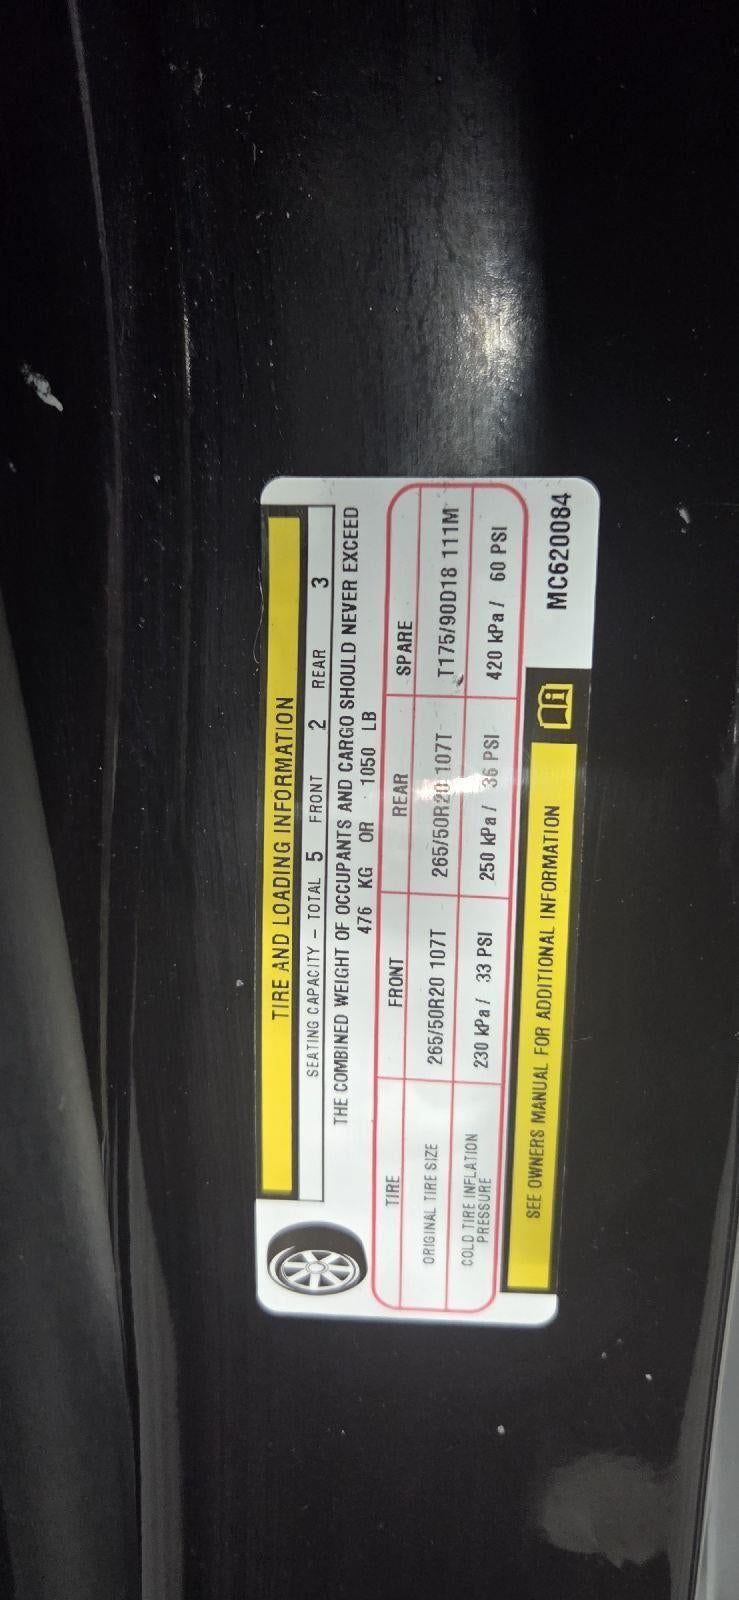 TIRE AND LOADING INFORMATION
SEATING CAPACITY – TOTAL 5 FRONT 2 REAR 3
THE COMBINED WEIGHT OF OCCUPANTS AND CARGO SHOULD NEVER EXCEED
476 KG OR 1050 LB
TIRE FRONT REAR SPARE
ORIGINAL TIRE SIZE 265/50R20 107T 265/50R20 107T T175/90D18 111M
COLD TIRE INFLATION PRESSURE 230 kPa / 33 PSI 250 kPa / 36 PSI 420 kPa / 60 PSI
SEE OWNERS MANUAL FOR ADDITIONAL INFORMATION
MC620084